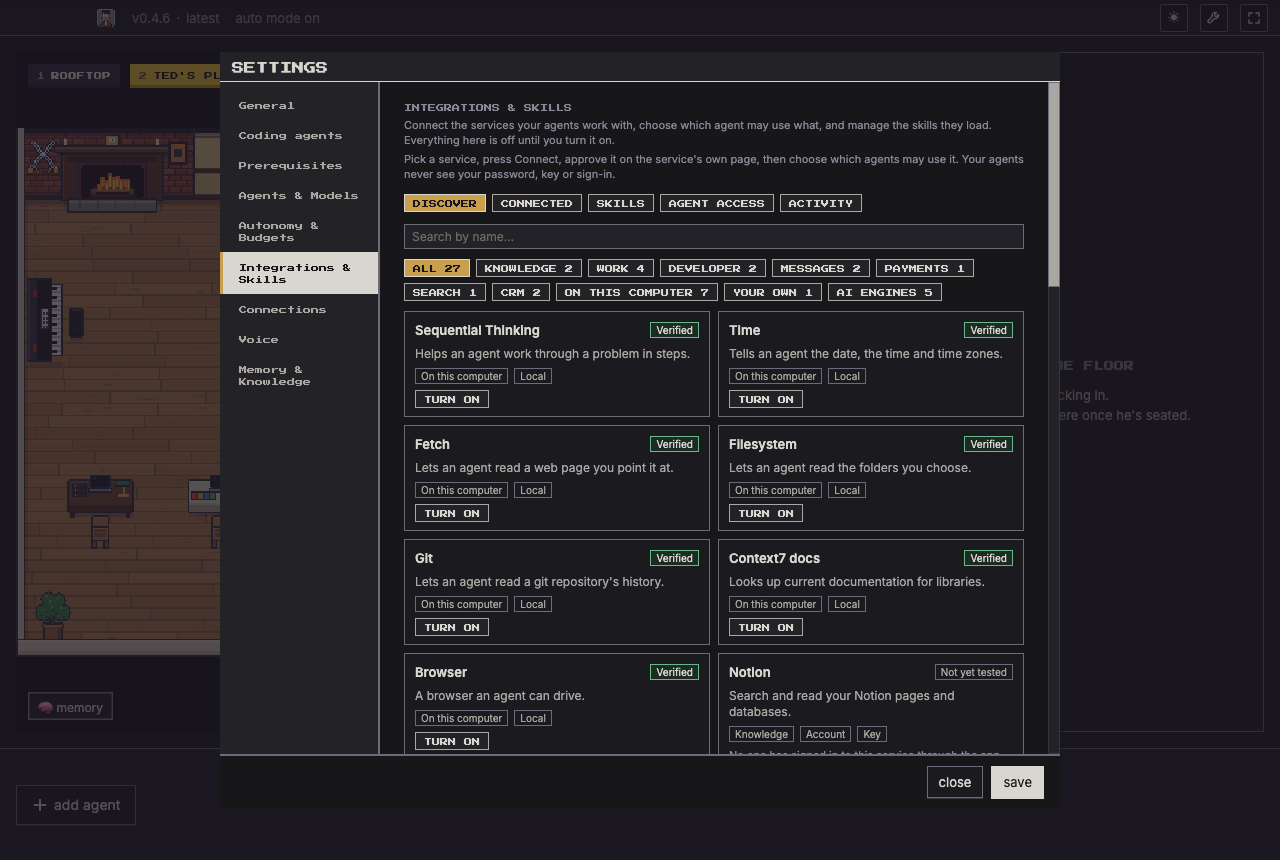 v0.4.6 · latest auto mode on
SETTINGS
1 ROOFTOP
2 TED'S PL
General
Coding agents
Prerequisites
Agents & Models
Autonomy &
Budgets
Integrations &
Skills
Connections
Voice
Memory &
Knowledge
INTEGRATIONS & SKILLS
Connect the services your agents work with, choose which agent may use what, and manage the skills they load.
Everything here is off until you turn it on.
Pick a service, press Connect, approve it on the service's own page, then choose which agents may use it. Your agents
never see your password, key or sign-in.
DISCOVER CONNECTED SKILLS AGENT ACCESS ACTIVITY
Search by name...
ALL 27 KNOWLEDGE 2 WORK 4 DEVELOPER 2 MESSAGES 2 PAYMENTS 1
SEARCH 1 CRM 2 ON THIS COMPUTER 7 YOUR OWN 1 AI ENGINES 5
Sequential Thinking Verified
Helps an agent work through a problem in steps.
On this computer Local
TURN ON
Time Verified
Tells an agent the date, the time and time zones.
On this computer Local
TURN ON
Fetch Verified
Lets an agent read a web page you point it at.
On this computer Local
TURN ON
Filesystem Verified
Lets an agent read the folders you choose.
On this computer Local
TURN ON
Git Verified
Lets an agent read a git repository's history.
On this computer Local
TURN ON
Context7 docs Verified
Looks up current documentation for libraries.
On this computer Local
TURN ON
Browser Verified
A browser an agent can drive.
On this computer Local
TURN ON
Notion Not yet tested
Search and read your Notion pages and
databases.
Knowledge Account Key
No one has signed in to this service through the app
E FLOOR
cking in.
ere once he's seated.
memory
close save
+ add agent